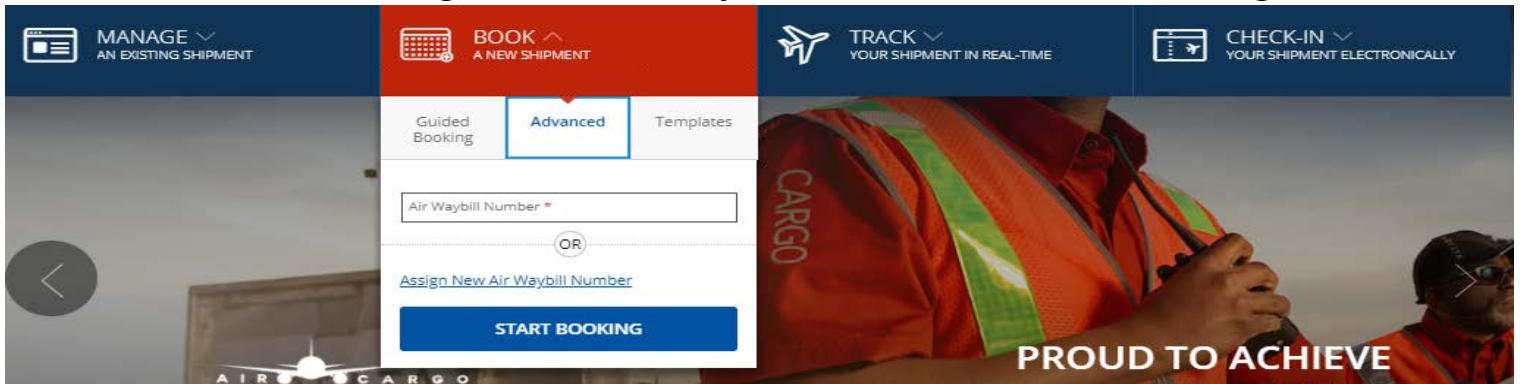 MANAGE
AN EXISTING SHIPMENT
BOOK
A NEW SHIPMENT
TRACK
YOUR SHIPMENT IN REAL-TIME
CHECK-IN
YOUR SHIPMENT ELECTRONICALLY
Guided Booking
Advanced
Templates
Air Waybill Number *
OR
Assign New Air Waybill Number
START BOOKING
CARGO
PROUD TO ACHIEVE
AIR CARGO